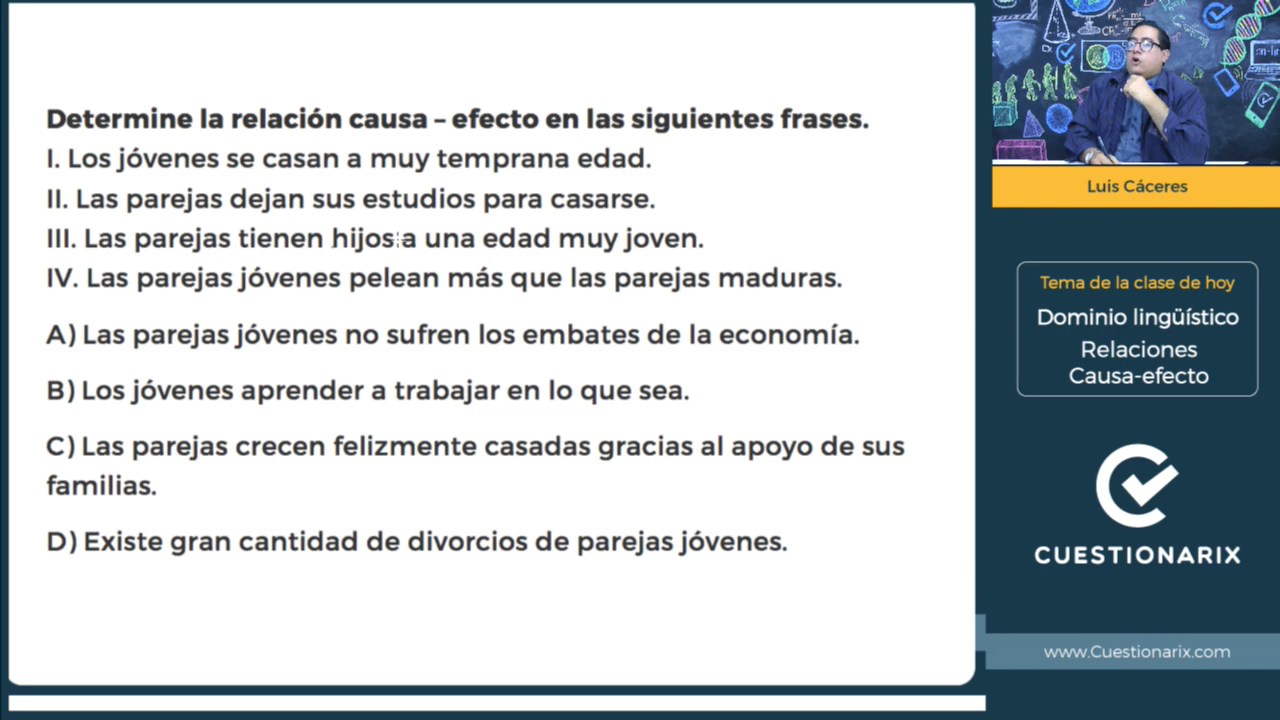 Determine la relación causa – efecto en las siguientes frases.
I. Los jóvenes se casan a muy temprana edad.
II. Las parejas dejan sus estudios para casarse.
III. Las parejas tienen hijos a una edad muy joven.
IV. Las parejas jóvenes pelean más que las parejas maduras.
A) Las parejas jóvenes no sufren los embates de la economía.
B) Los jóvenes aprender a trabajar en lo que sea.
C) Las parejas crecen felizmente casadas gracias al apoyo de sus
familias.
D) Existe gran cantidad de divorcios de parejas jóvenes.
Luis Cáceres
Tema de la clase de hoy
Dominio lingüístico
Relaciones
Causa-efecto
CUESTIONARIX
www.Cuestionarix.com